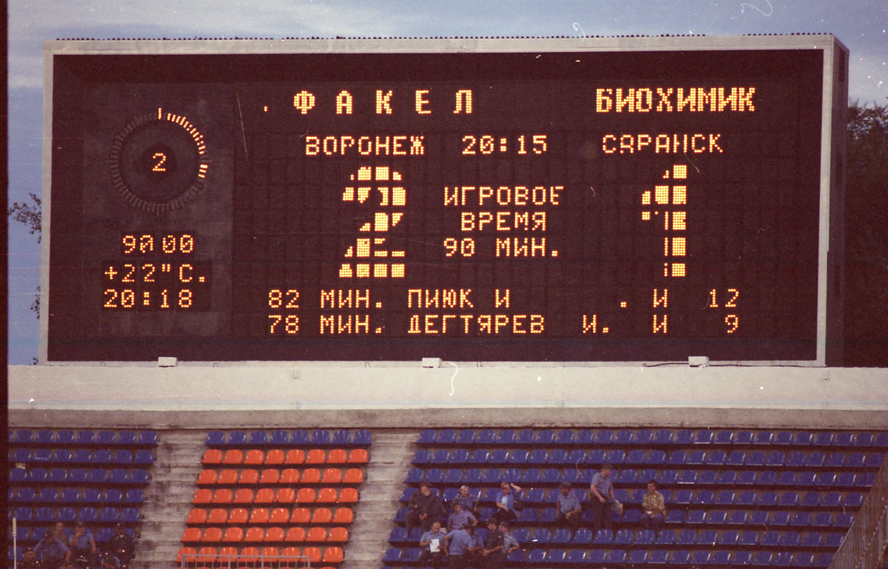 ФАКЕЛ БИОХИМИК
ВОРОНЕЖ 20:15 САРАНСК
2
2 ИГРОВОЕ 1
ВРЕМЯ
90 МИН.
90 00
+22"С.
20:18
82 МИН. ПИЮК И . И 12
78 МИН. ДЕГТЯРЕВ И. И 9